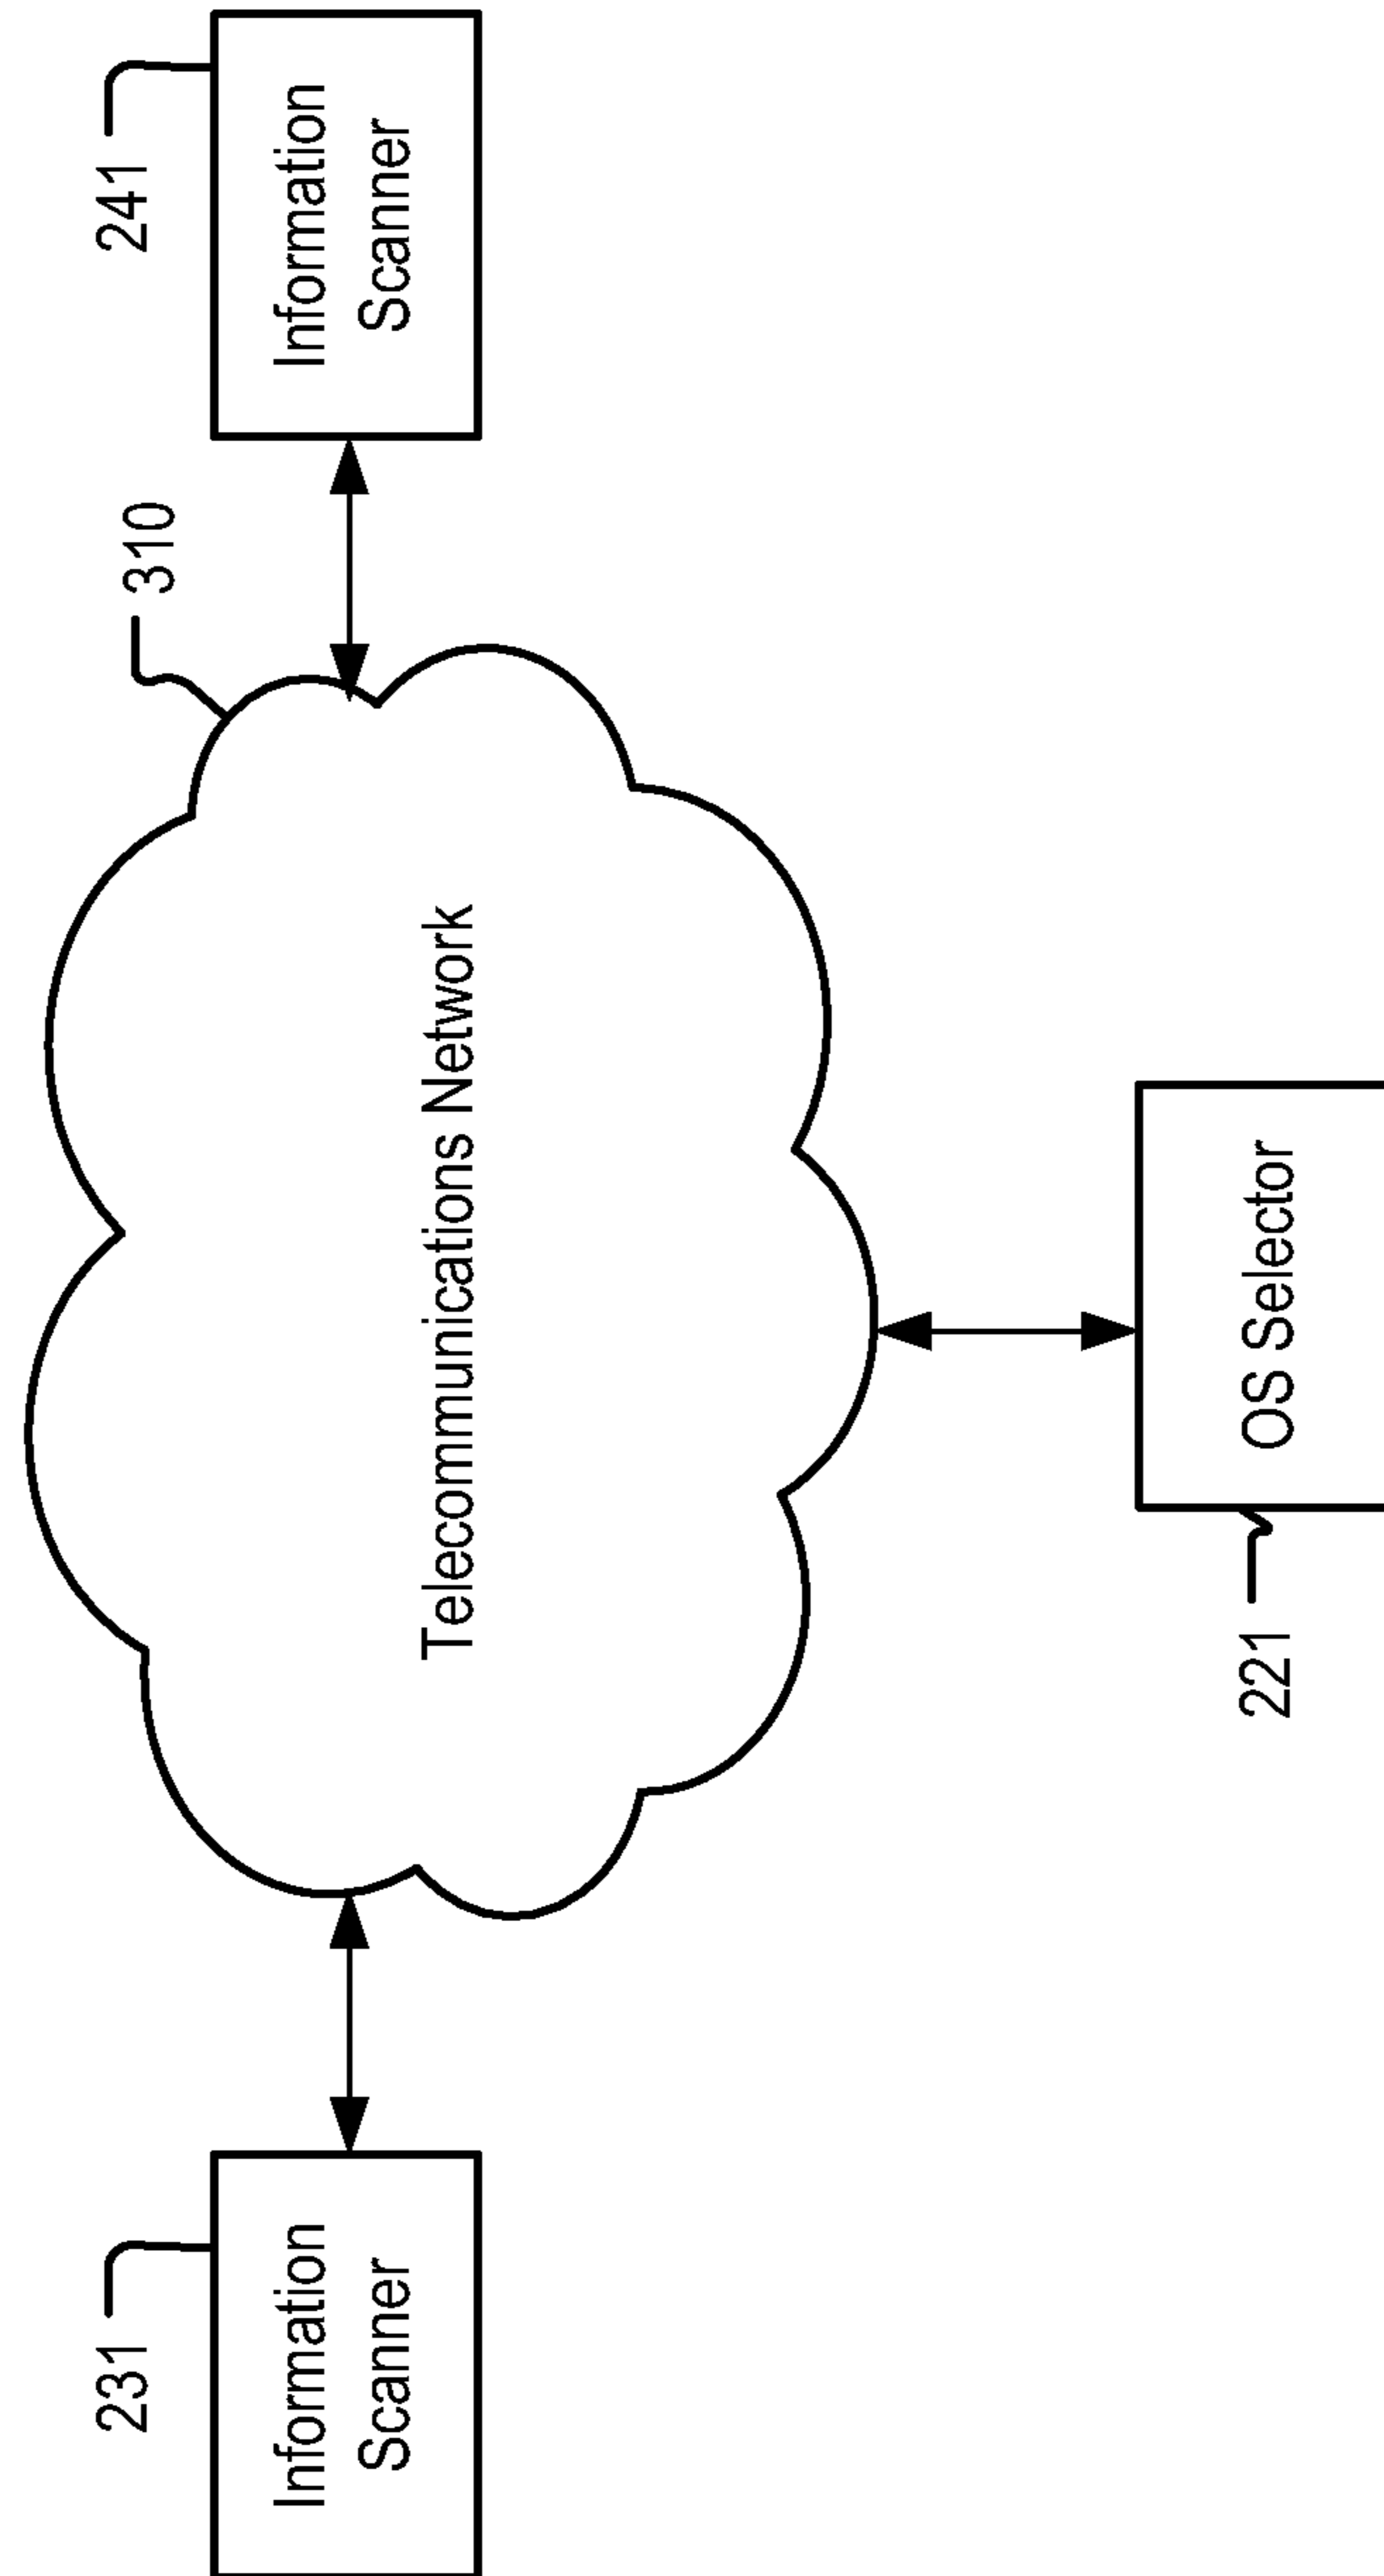 310
231
Information
Scanner
Telecommunications Network
241
Information
Scanner
221
OS Selector